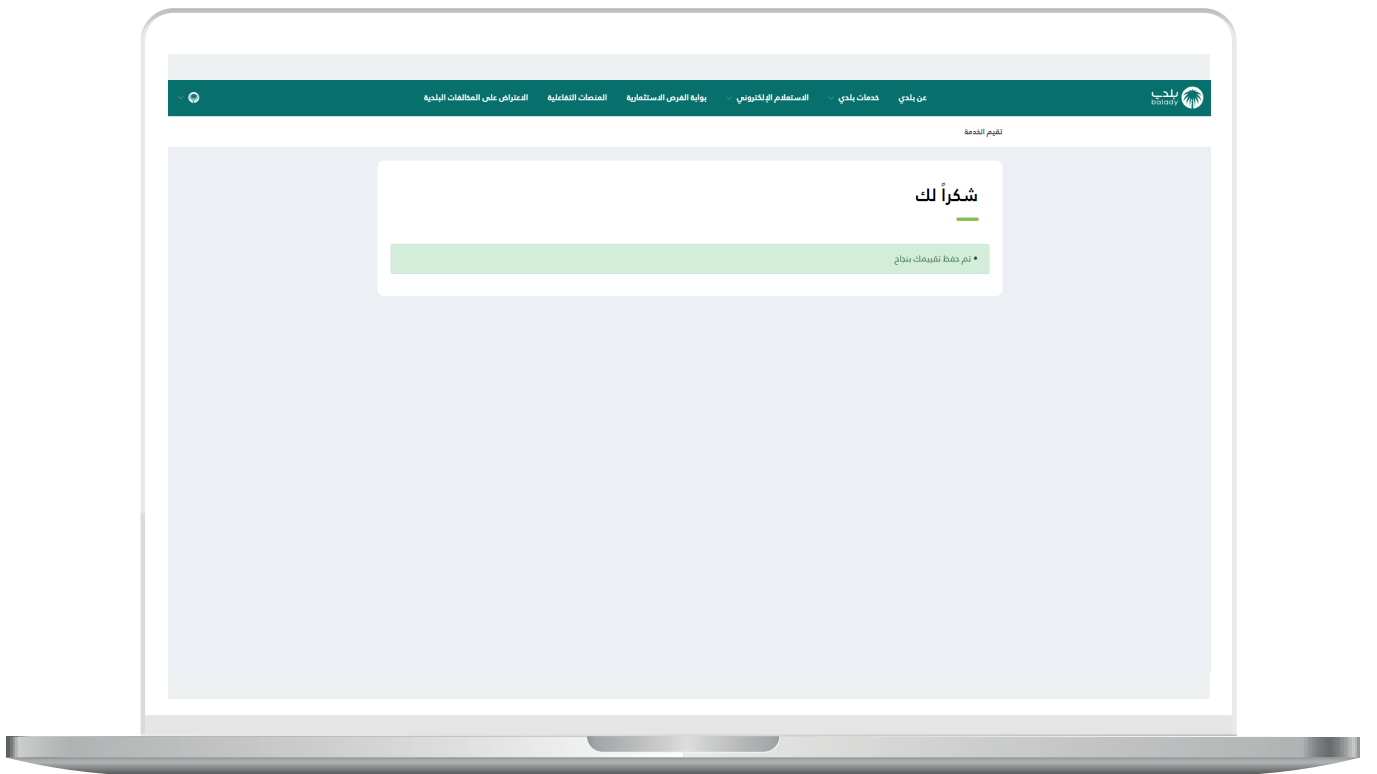 بلدي
balady
عن بلدي
خدمات بلدي
الاستعلام الإلكتروني
بوابة الفرص الاستثمارية
المنصات التفاعلية
الاعتراض على المخالفات البلدية
تقيم الخدمة
شكراً لك
• تم حفظ تقييمك بنجاح